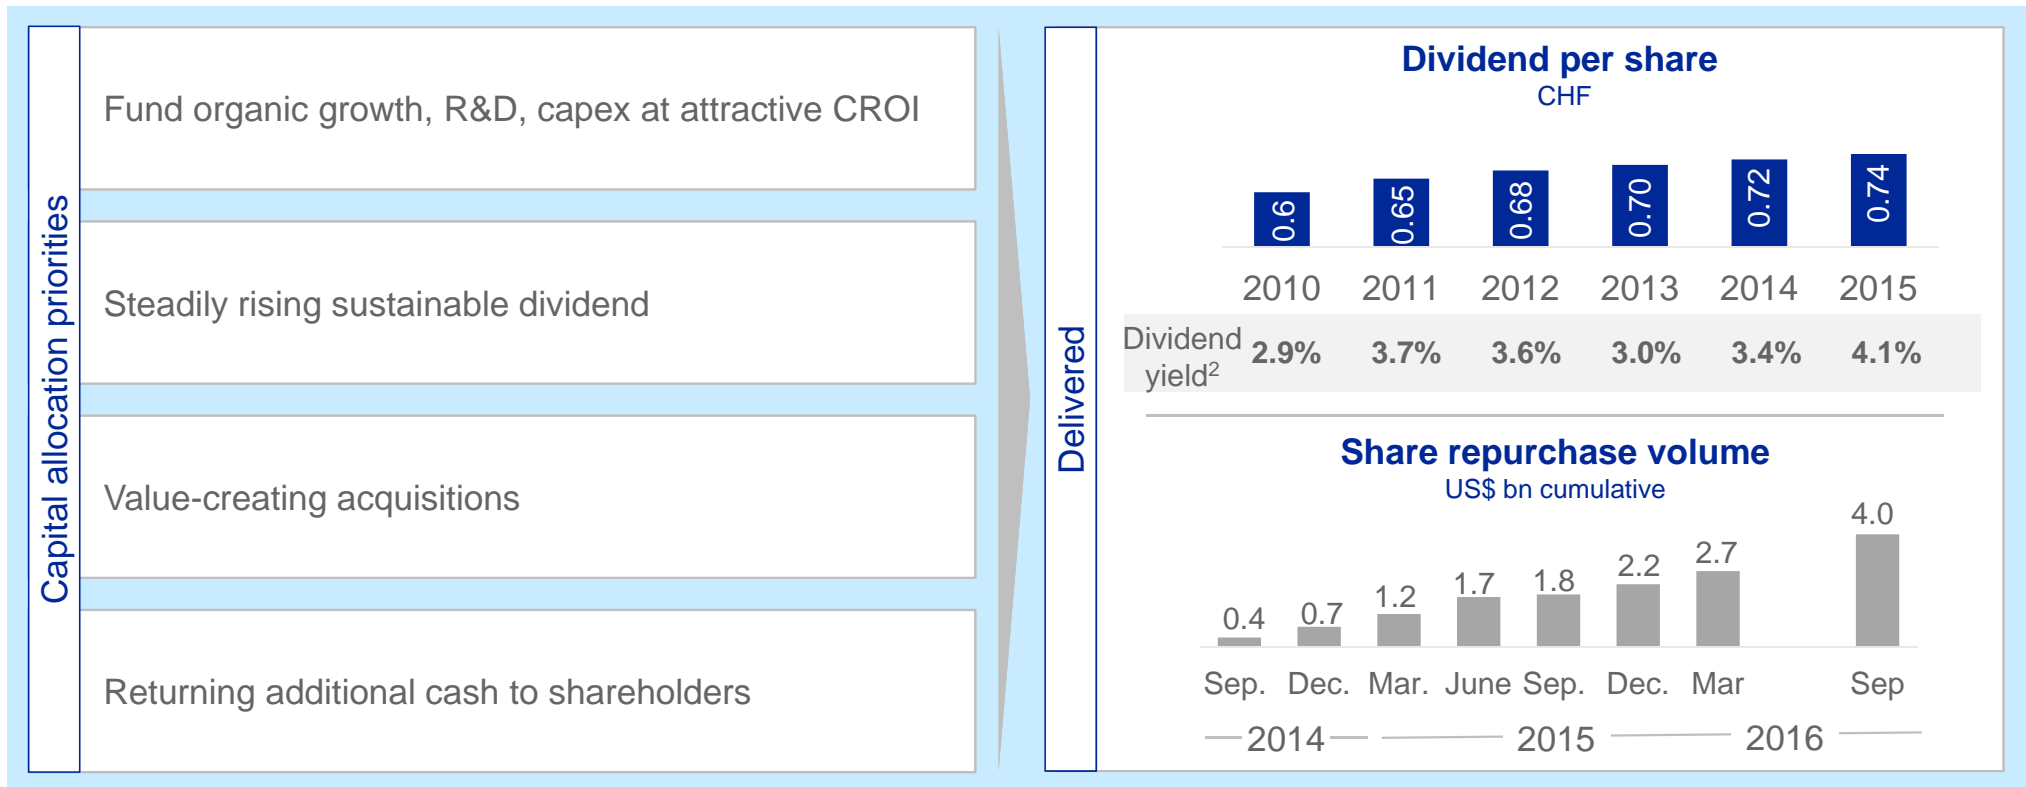 Capital allocation priorities
Fund organic growth, R&D, capex at attractive CROI
Steadily rising sustainable dividend
Value-creating acquisitions
Returning additional cash to shareholders
Delivered
Dividend per share
CHF
0.6 0.65 0.68 0.70 0.72 0.74
2010 2011 2012 2013 2014 2015
Dividend
yield2 2.9% 3.7% 3.6% 3.0% 3.4% 4.1%
Share repurchase volume
US$ bn cumulative
0.4 0.7 1.2 1.7 1.8 2.2 2.7 4.0
Sep. Dec. Mar. June Sep. Dec. Mar Sep
2014 2015 2016